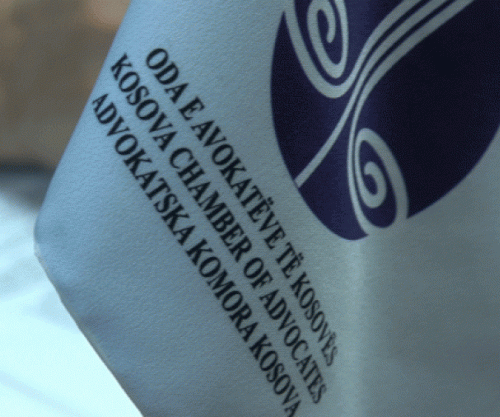 ODA E AVOKATËVE TË KOSOVËS
KOSOVA CHAMBER OF ADVOCATES
ADVOKATSKA KOMORA KOSOVA